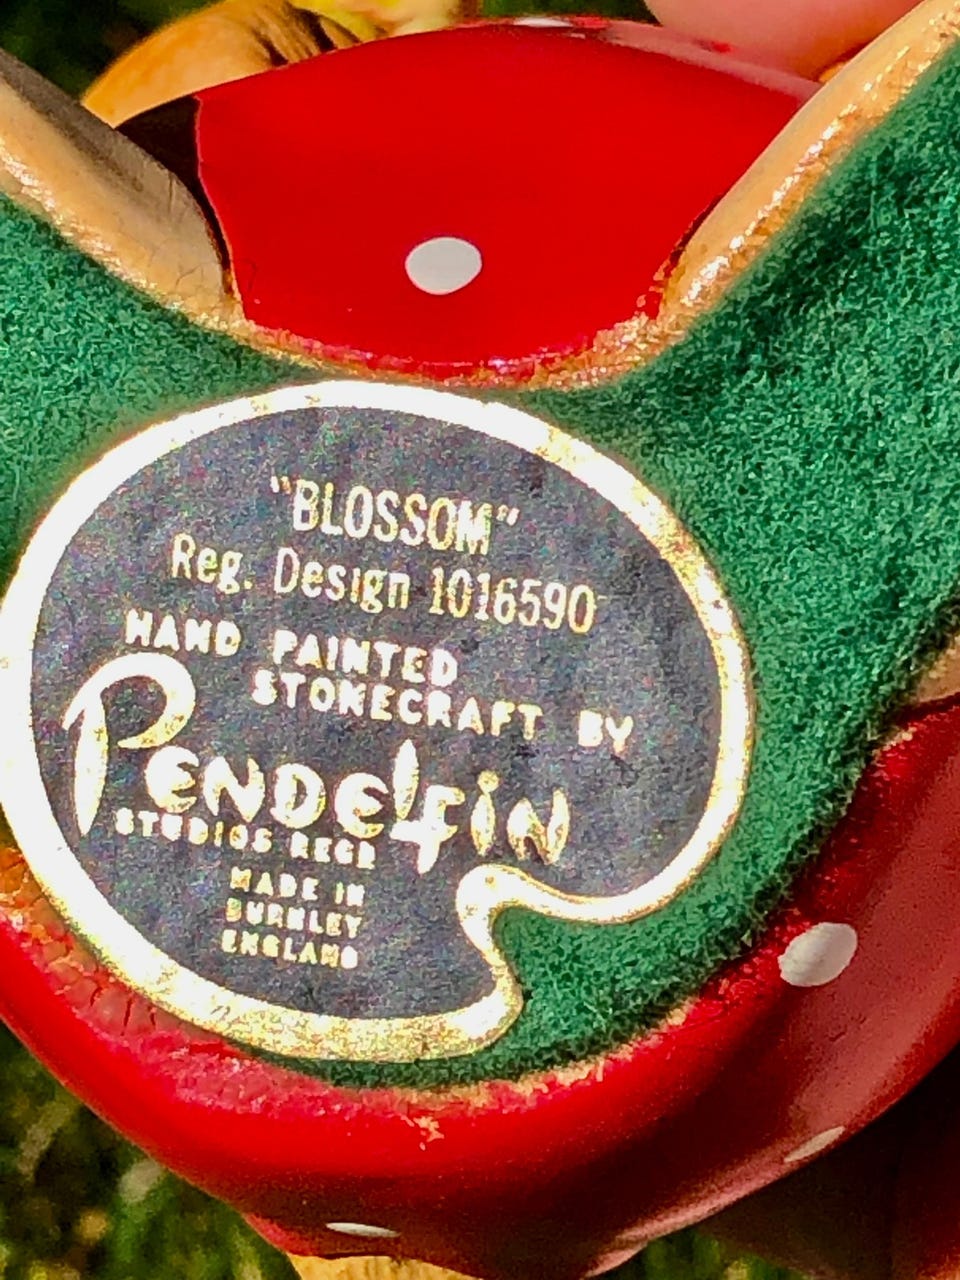 "BLOSSOM"
Reg. Design 1016590
HAND PAINTED
STONECRAFT BY
PENDELFIN
STUDIOS REGD
MADE IN
BURNLEY
ENGLAND